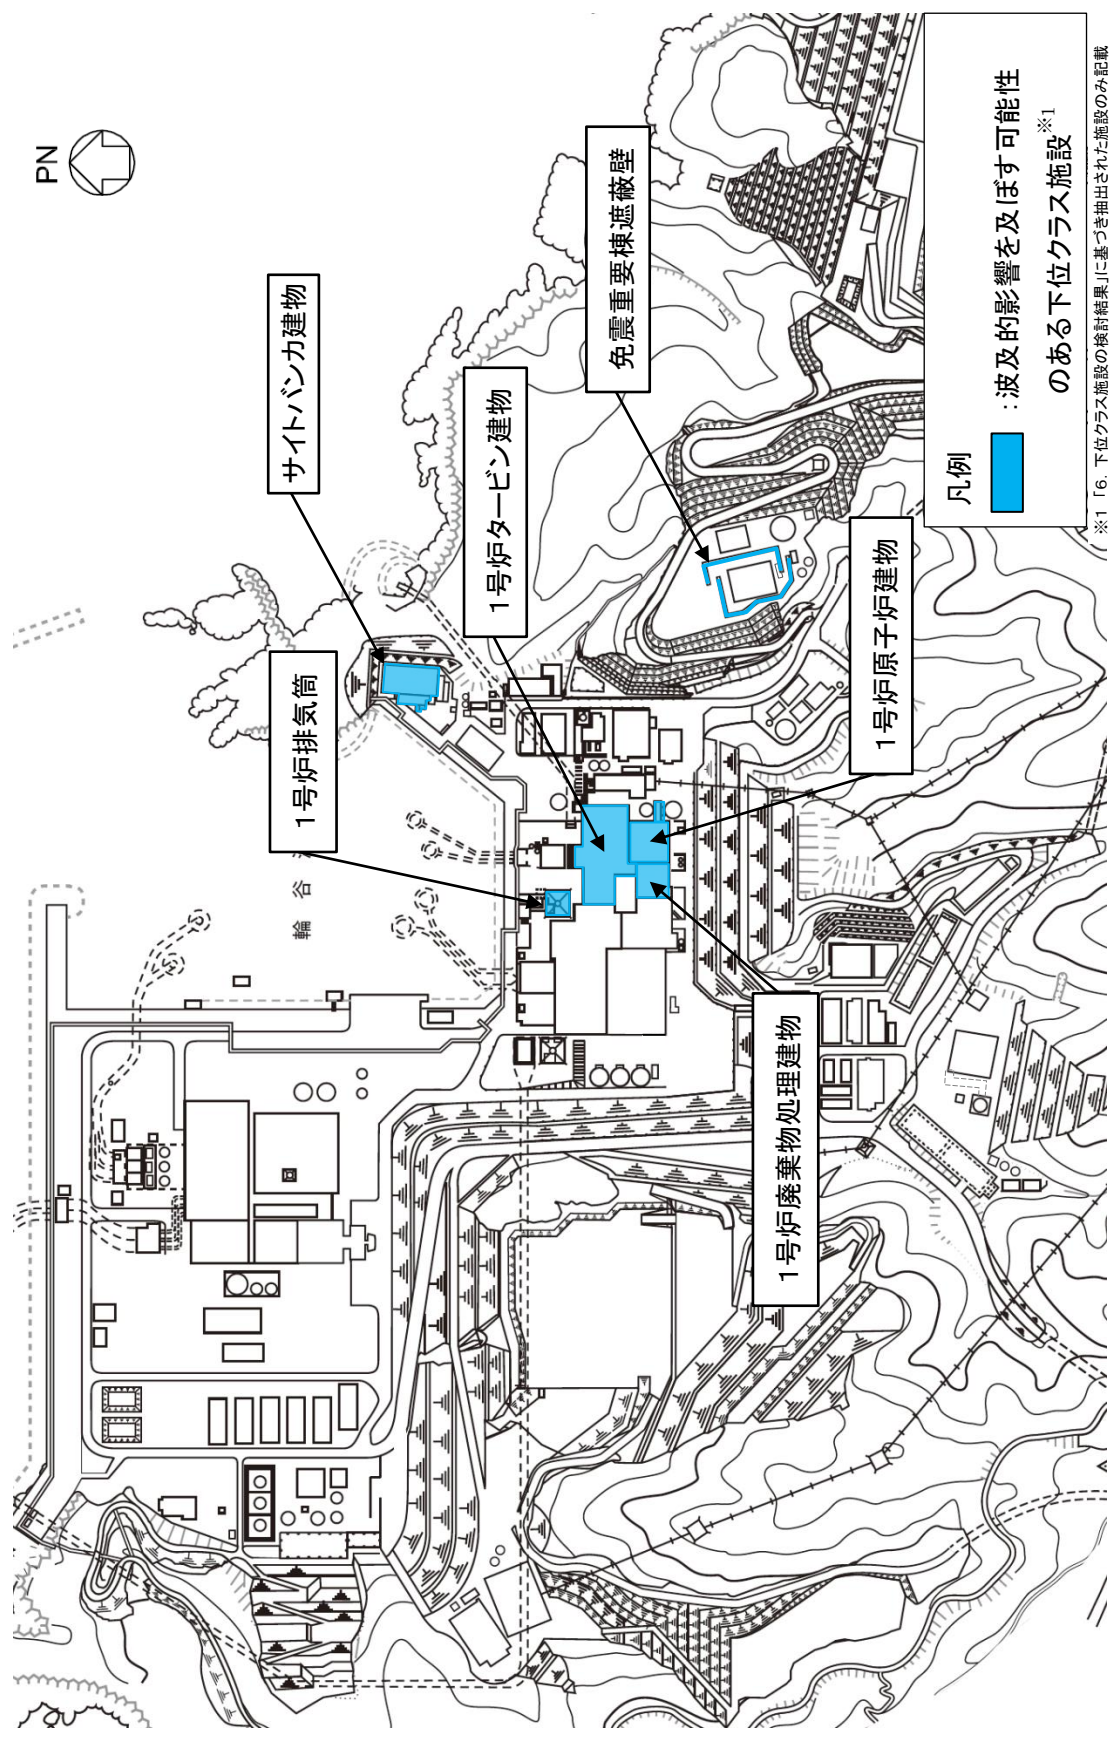 PN
サイトバンカ建物
1号炉排気筒
輪 谷
1号炉タービン建物
免震重要棟遮蔽壁
1号炉廃棄物処理建物
1号炉原子炉建物
凡例
：波及的影響を及ぼす可能性
のある下位クラス施設※1
※1 「6．下位クラス施設の検討結果」に基づき抽出された施設のみ記載